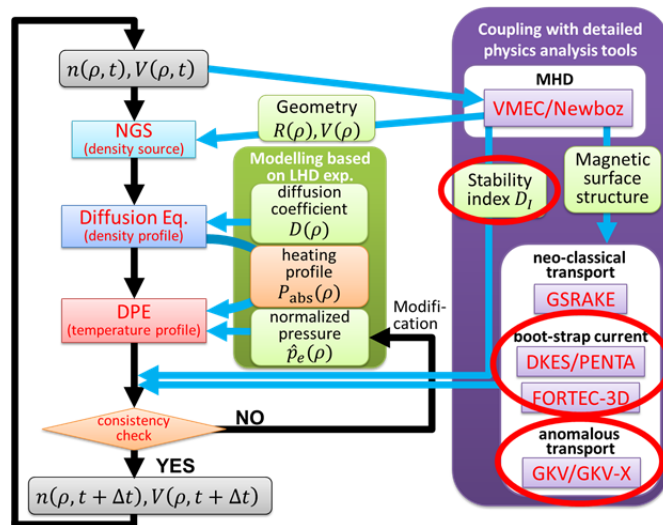 n(ρ,t),V(ρ,t)
NGS
(density source)
Diffusion Eq.
(density profile)
DPE
(temperature profile)
consistency
check
NO
YES
n(ρ,t+Δt),V(ρ,t+Δt)
Geometry
R(ρ),V(ρ)
Modelling based
on LHD exp.
diffusion
coefficient
D(ρ)
heating
profile
P_abs(ρ)
normalized
pressure
p̂_e(ρ)
Modifi-
cation
Coupling with detailed
physics analysis tools
MHD
VMEC/Newboz
Stability
index D_I
Magnetic
surface
structure
neo-classical
transport
GSRAKE
boot-strap current
DKES/PENTA
FORTEC-3D
anomalous
transport
GKV/GKV-X